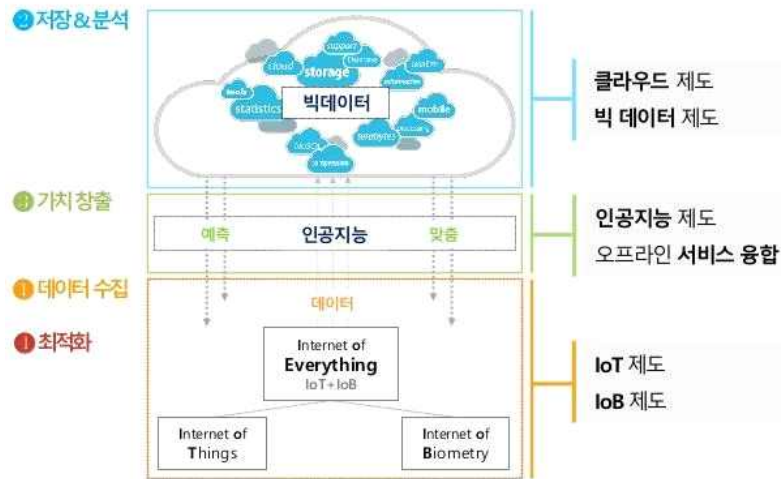 ❷ 저장 & 분석
support
cloud
storage
statistics
빅데이터
mobile
terabytes
클라우드 제도
빅 데이터 제도
가치 창출
예측
인공지능
맞춤
인공지능 제도
오프라인 서비스 융합
❶ 데이터 수집
데이터
최적화
Internet of
Everything
IoT+IoB
Internet of
Things
Internet of
Biometry
IoT 제도
IoB 제도